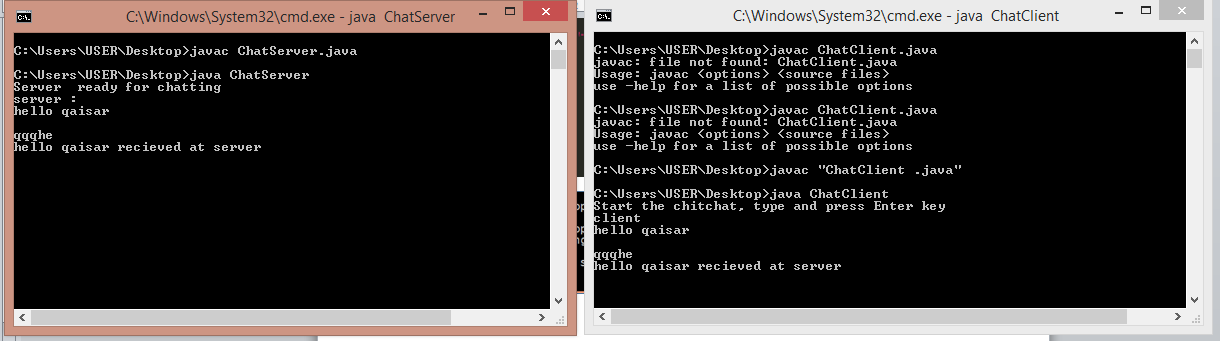 C:\Windows\System32\cmd.exe - java  ChatServer
C:\Users\USER\Desktop>javac ChatServer.java
C:\Users\USER\Desktop>java ChatServer
Server  ready for chatting
server :
hello qaisar
qqqhe
hello qaisar recieved at server
C:\Windows\System32\cmd.exe - java  ChatClient
C:\Users\USER\Desktop>javac ChatClient.java
javac: file not found: ChatClient.java
Usage: javac <options> <source files>
use -help for a list of possible options
C:\Users\USER\Desktop>javac ChatClient.java
javac: file not found: ChatClient.java
Usage: javac <options> <source files>
use -help for a list of possible options
C:\Users\USER\Desktop>javac "ChatClient .java"
C:\Users\USER\Desktop>java ChatClient
Start the chitchat, type and press Enter key
client
hello qaisar
qqqhe
hello qaisar recieved at server